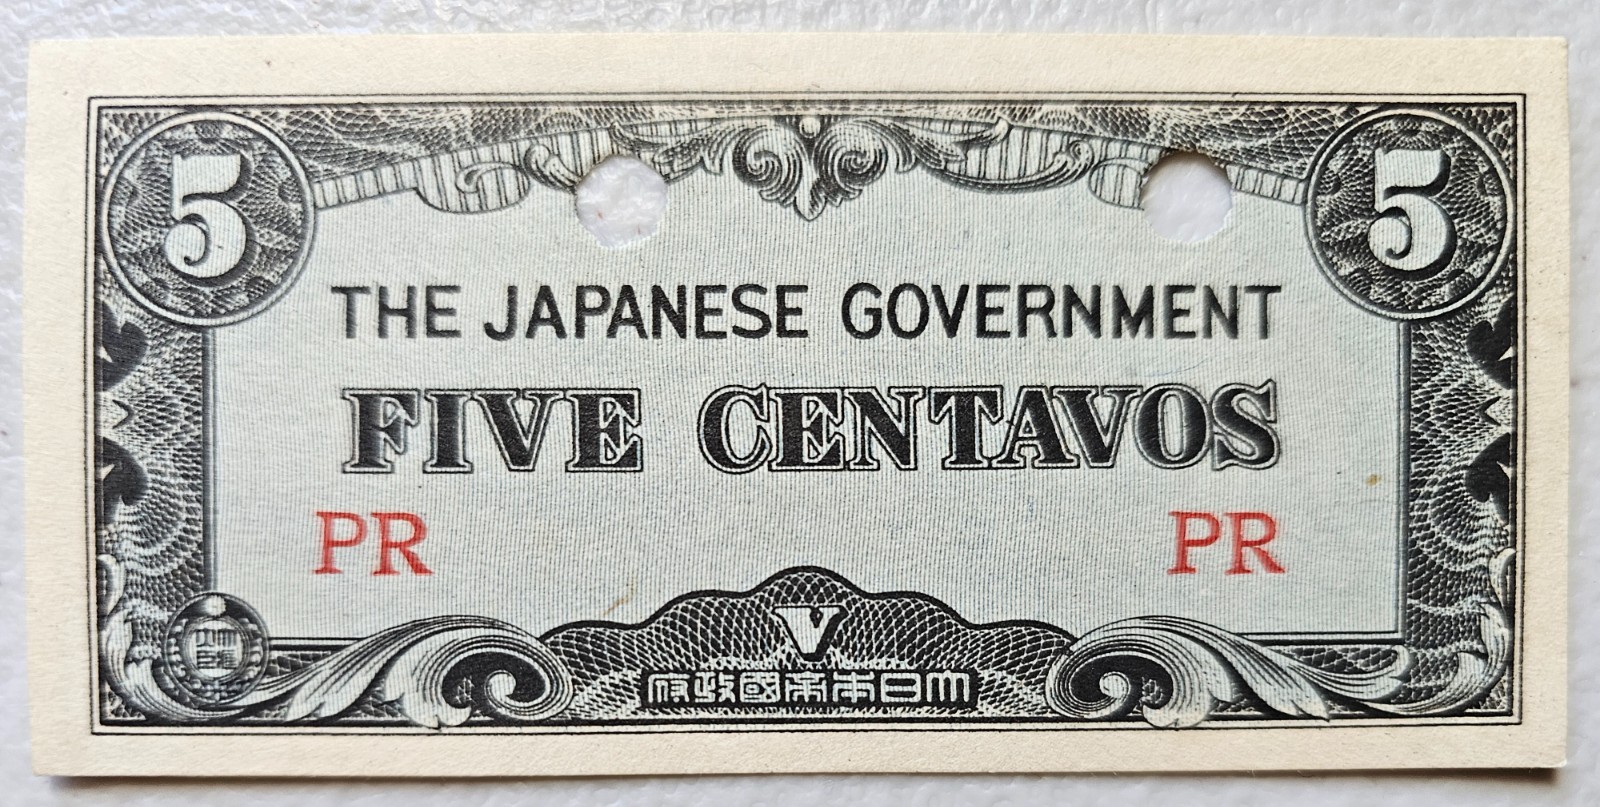 5 5
THE JAPANESE GOVERNMENT
FIVE CENTAVOS
PR PR
V
大日本帝國政府